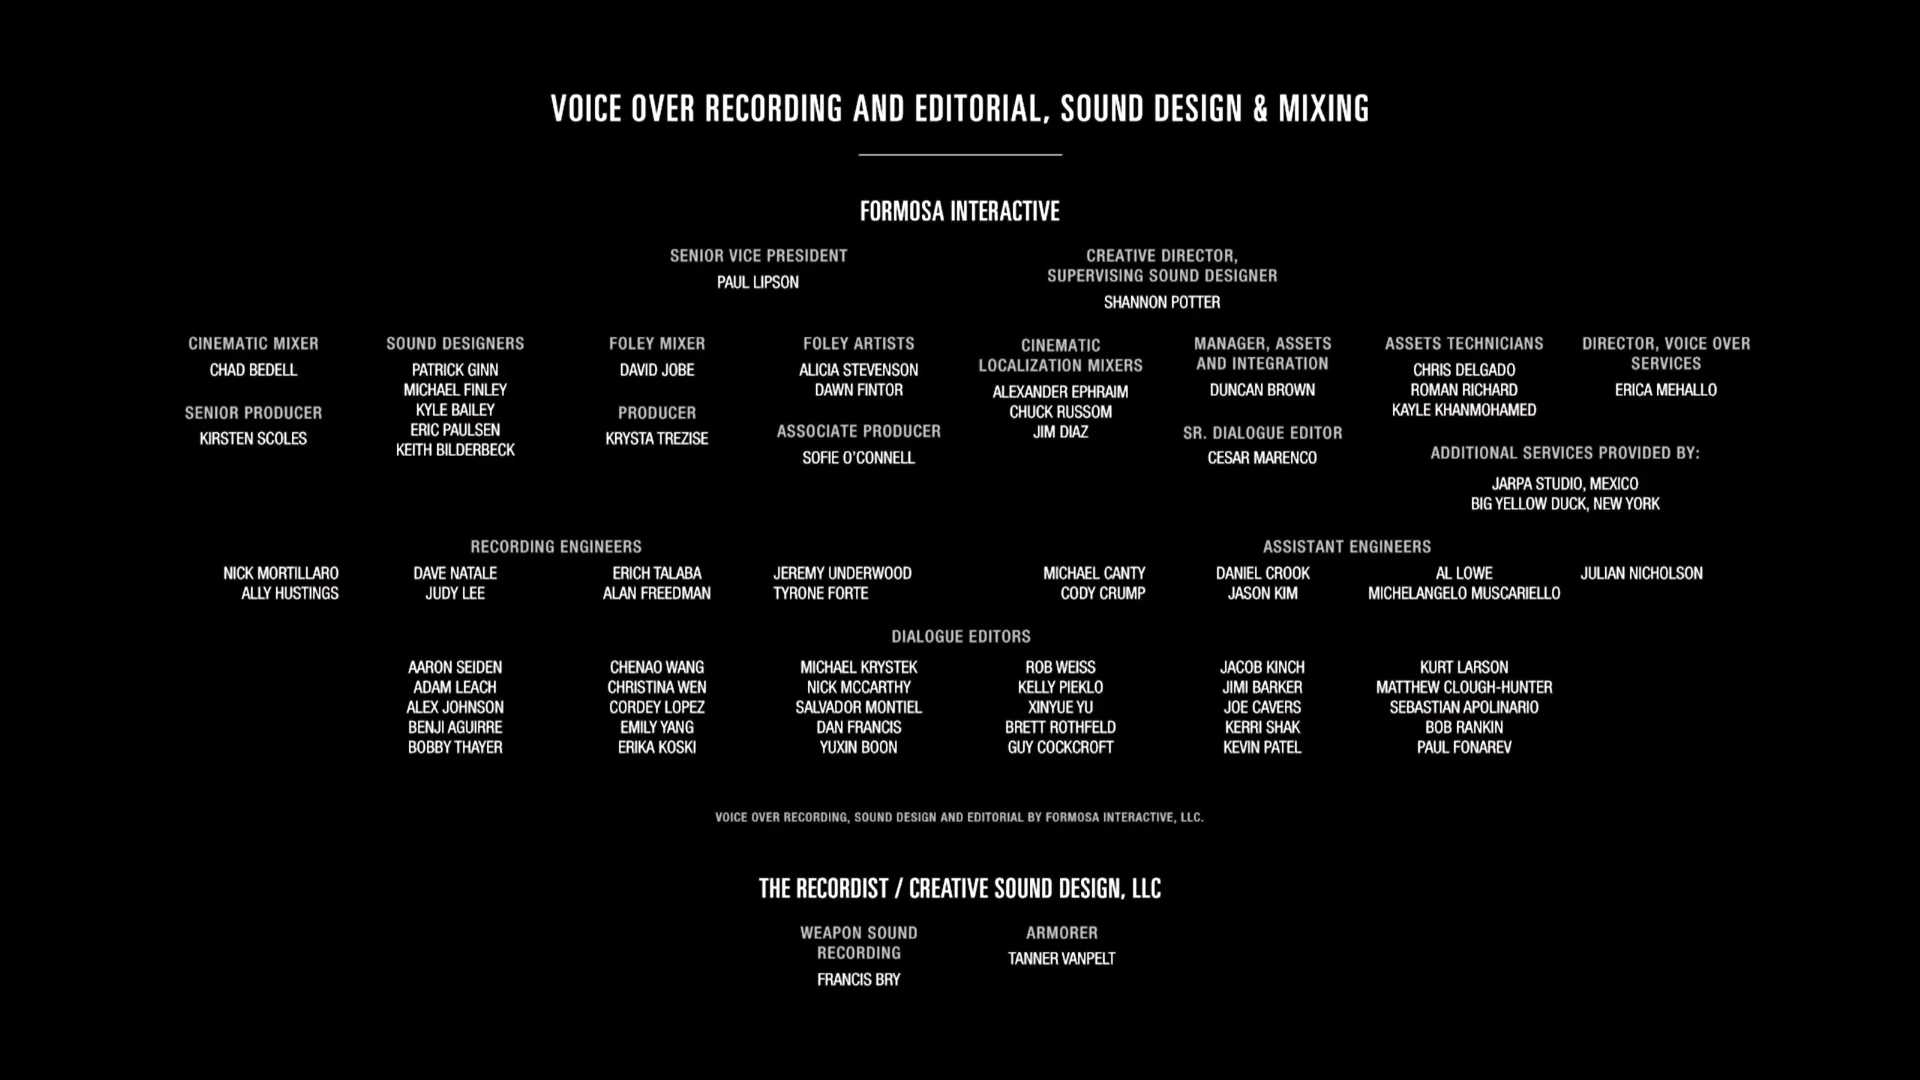 VOICE OVER RECORDING AND EDITORIAL, SOUND DESIGN & MIXING
FORMOSA INTERACTIVE
SENIOR VICE PRESIDENT
PAUL LIPSON
CREATIVE DIRECTOR,
SUPERVISING SOUND DESIGNER
SHANNON POTTER
CINEMATIC MIXER
CHAD BEDELL
SENIOR PRODUCER
KIRSTEN SCOLES
SOUND DESIGNERS
PATRICK GINN
MICHAEL FINLEY
KYLE BAILEY
ERIC PAULSEN
KEITH BILDERBECK
FOLEY MIXER
DAVID JOBE
PRODUCER
KRYSTA TREZISE
FOLEY ARTISTS
ALICIA STEVENSON
DAWN FINTOR
ASSOCIATE PRODUCER
SOFIE O'CONNELL
CINEMATIC
LOCALIZATION MIXERS
ALEXANDER EPHRAIM
CHUCK RUSSOM
JIM DIAZ
MANAGER, ASSETS
AND INTEGRATION
DUNCAN BROWN
SR. DIALOGUE EDITOR
CESAR MARENCO
ASSETS TECHNICIANS
CHRIS DELGADO
ROMAN RICHARD
KAYLE KHANMOHAMED
DIRECTOR, VOICE OVER
SERVICES
ERICA MEHALLO
ADDITIONAL SERVICES PROVIDED BY:
JARPA STUDIO, MEXICO
BIG YELLOW DUCK, NEW YORK
RECORDING ENGINEERS
NICK MORTILLARO
ALLY HUSTINGS
DAVE NATALE
JUDY LEE
ERICH TALABA
ALAN FREEDMAN
JEREMY UNDERWOOD
TYRONE FORTE
ASSISTANT ENGINEERS
MICHAEL CANTY
CODY CRUMP
DANIEL CROOK
JASON KIM
AL LOWE
MICHELANGELO MUSCARIELLO
JULIAN NICHOLSON
DIALOGUE EDITORS
AARON SEIDEN
ADAM LEACH
ALEX JOHNSON
BENJI AGUIRRE
BOBBY THAYER
CHENAO WANG
CHRISTINA WEN
CORDEY LOPEZ
EMILY YANG
ERIKA KOSKI
MICHAEL KRYSTEK
NICK MCCARTHY
SALVADOR MONTIEL
DAN FRANCIS
YUXIN BOON
ROB WEISS
KELLY PIEKLO
XINYUE YU
BRETT ROTHFELD
GUY COCKCROFT
JACOB KINCH
JIMI BARKER
JOE CAVERS
KERRI SHAK
KEVIN PATEL
KURT LARSON
MATTHEW CLOUGH-HUNTER
SEBASTIAN APOLINARIO
BOB RANKIN
PAUL FONAREV
VOICE OVER RECORDING, SOUND DESIGN AND EDITORIAL BY FORMOSA INTERACTIVE, LLC.
THE RECORDIST / CREATIVE SOUND DESIGN, LLC
WEAPON SOUND
RECORDING
FRANCIS BRY
ARMORER
TANNER VANPELT